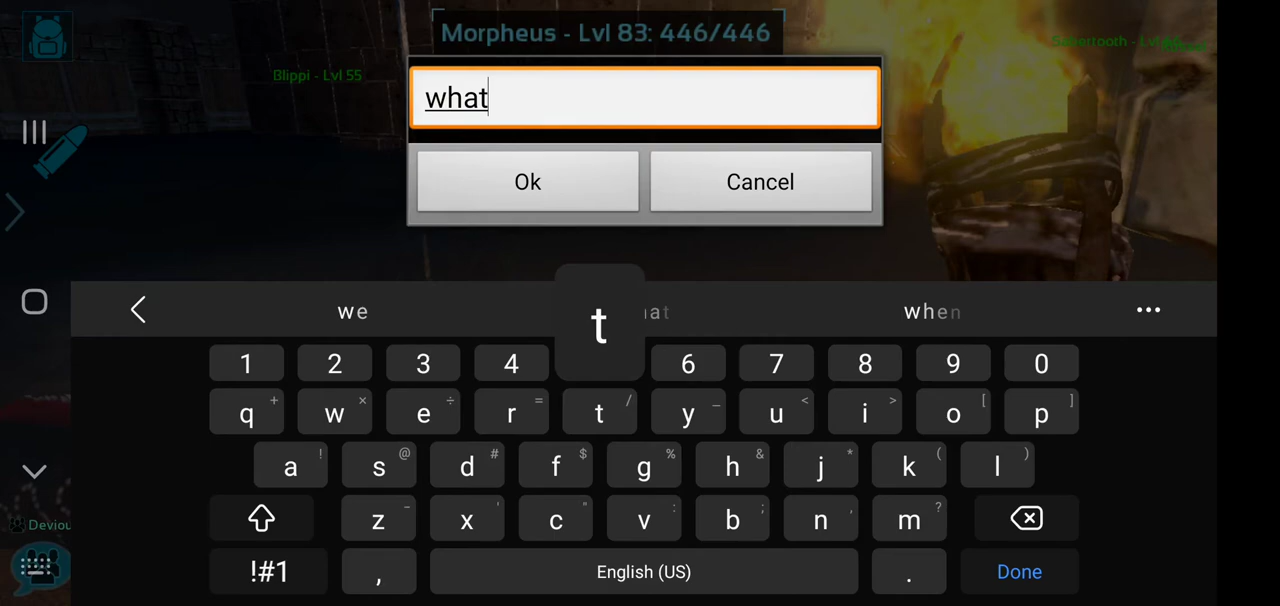 Morpheus - Lvl 83: 446/446
Blippi - Lvl 55
what
Ok
Cancel
we
when
t
1 2 3 4 6 7 8 9 0
q + w × e ÷ r = t / y _ u < i > o [ p ]
a ! s @ d # f $ g % h & j * k ( l )
z - x ' c " v : b ; n , m ?
!#1 , English (US) . Done
Deviou